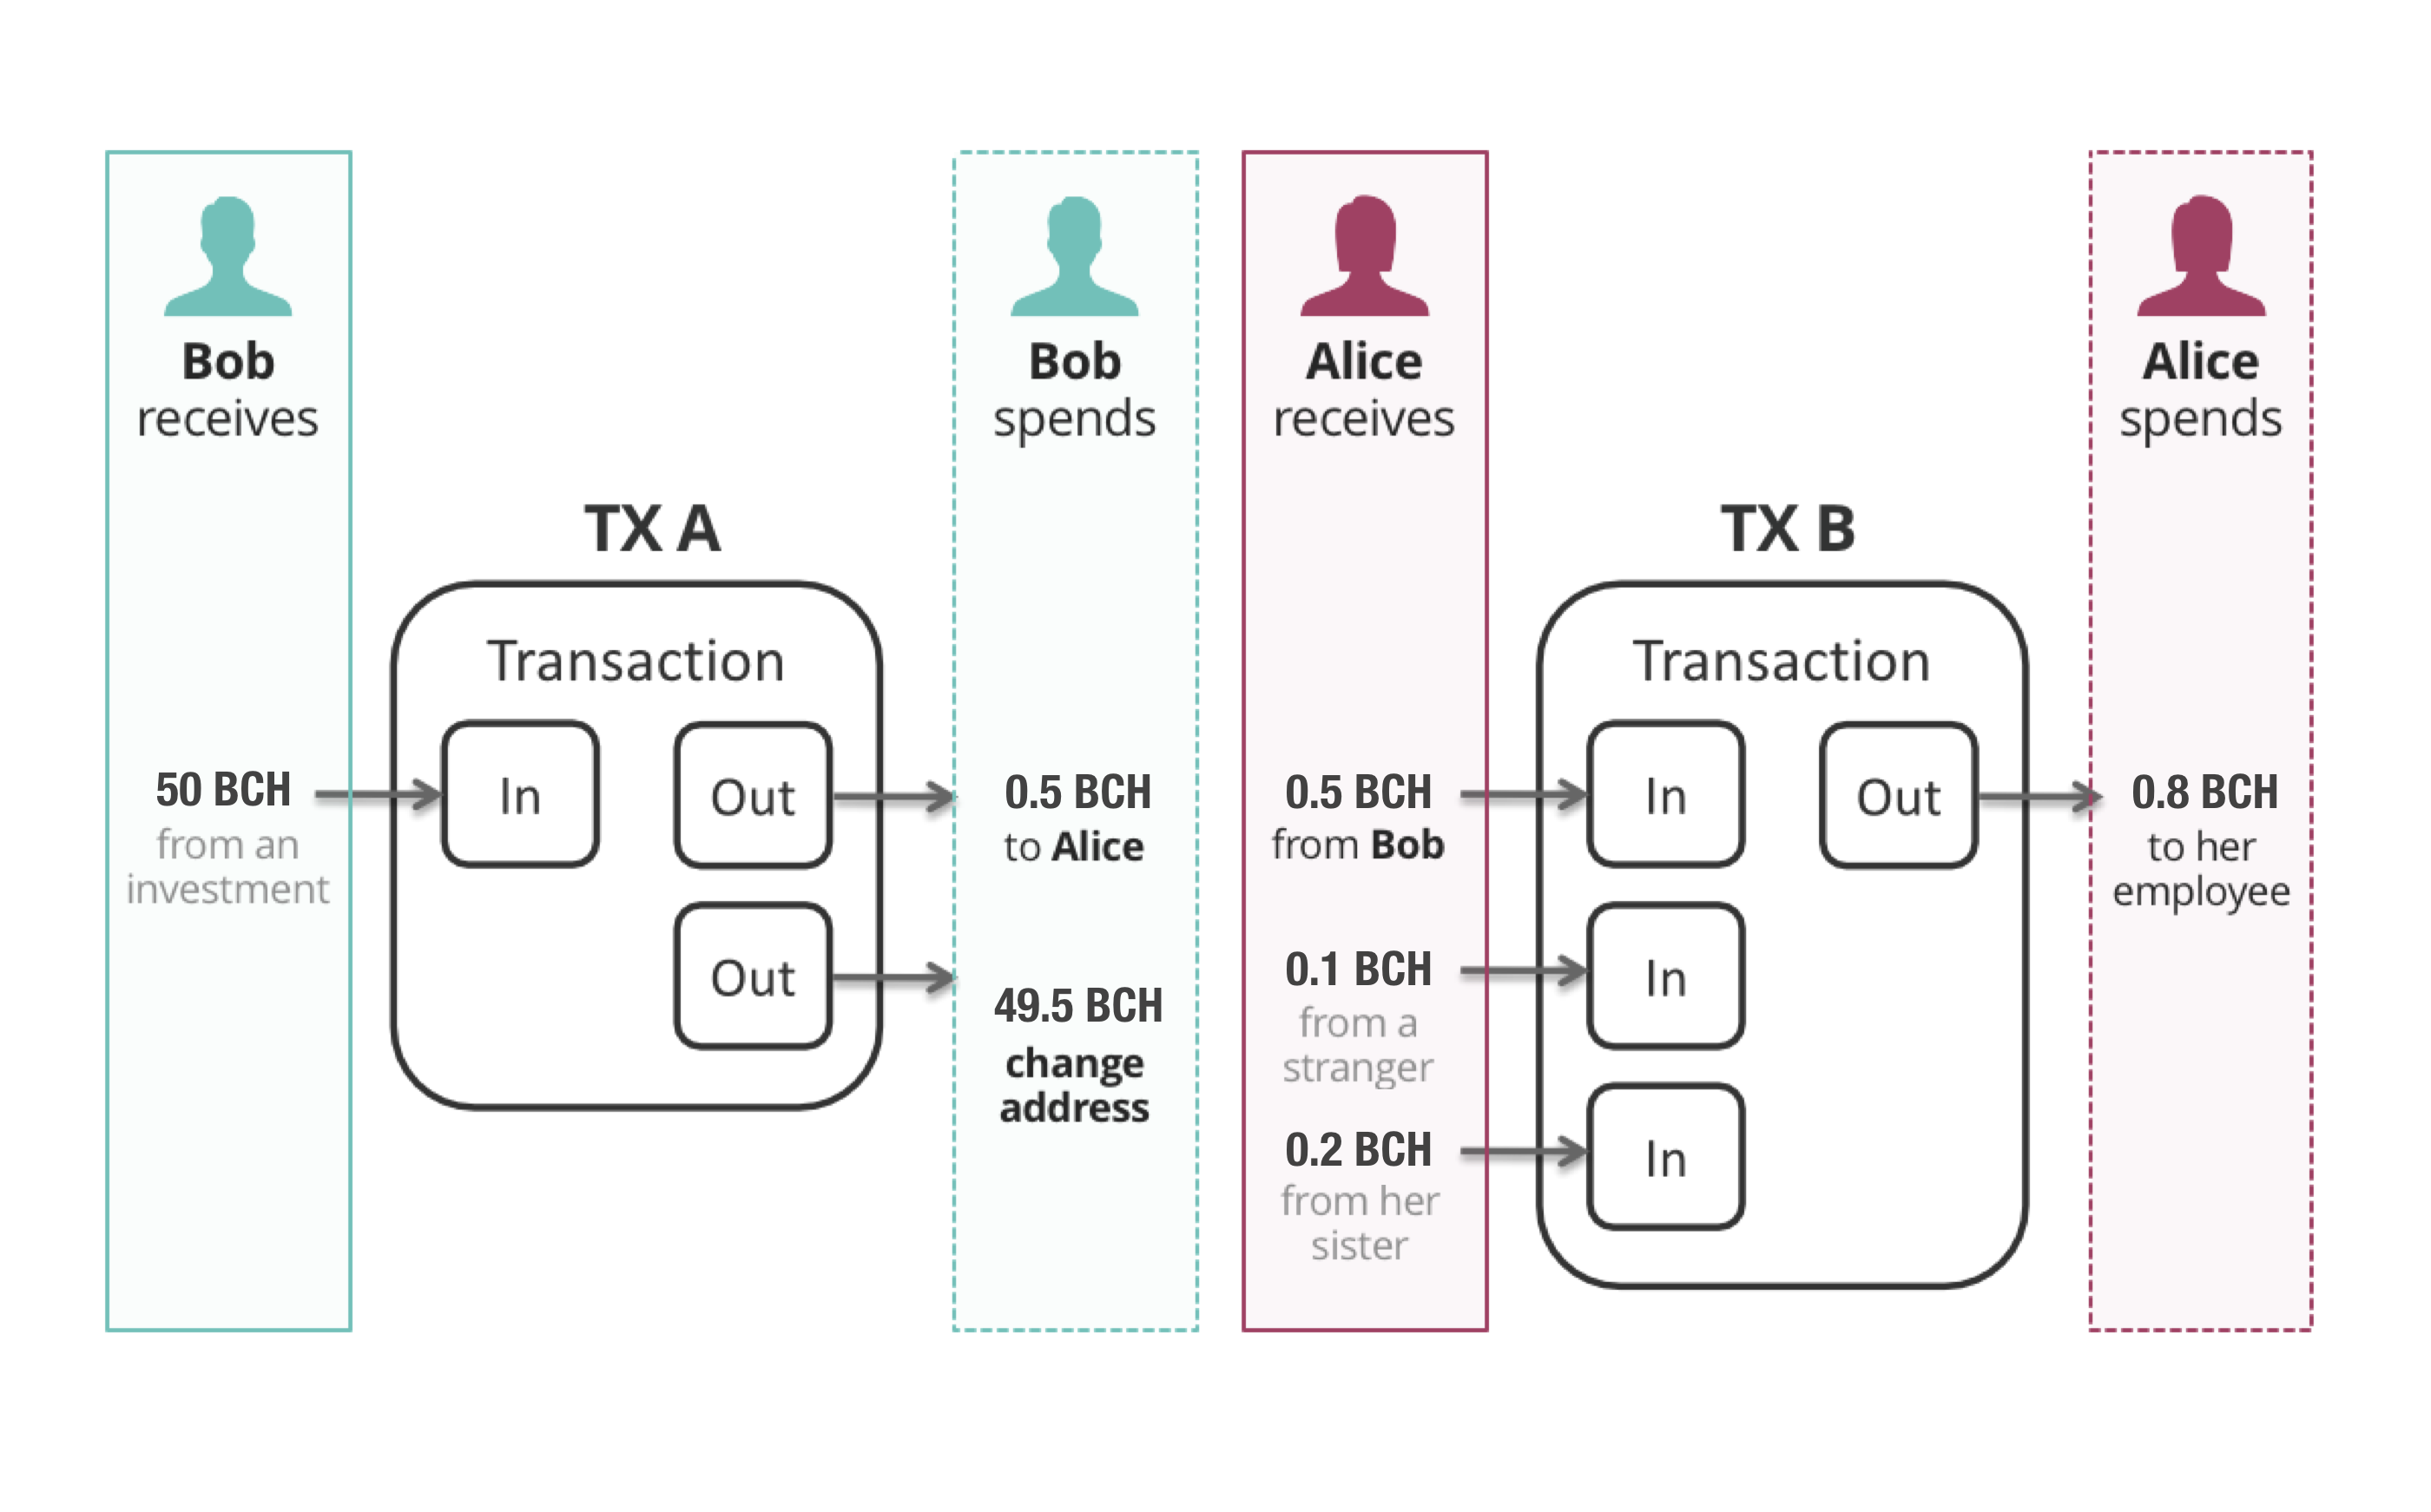 Bob
receives
50 BCH
from an
investment
TX A
Transaction
In
Out
Out
Bob
spends
0.5 BCH
to Alice
49.5 BCH
change
address
Alice
receives
0.5 BCH
from Bob
0.1 BCH
from a
stranger
0.2 BCH
from her
sister
TX B
Transaction
In
Out
In
In
Alice
spends
0.8 BCH
to her
employee